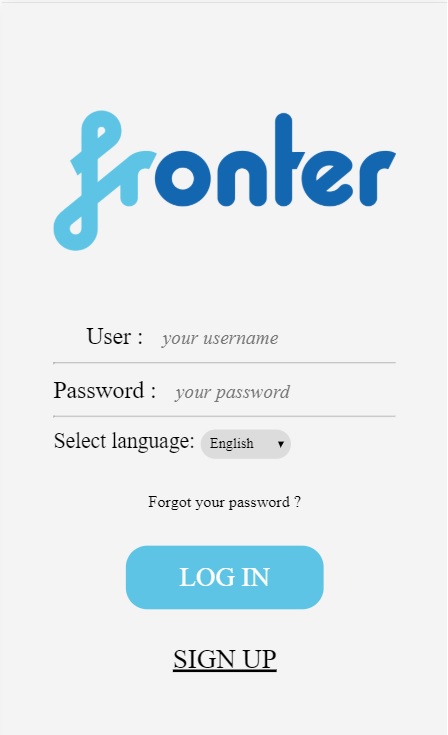 fronter
User : your username
Password : your password
Select language: English
Forgot your password ?
LOG IN
SIGN UP